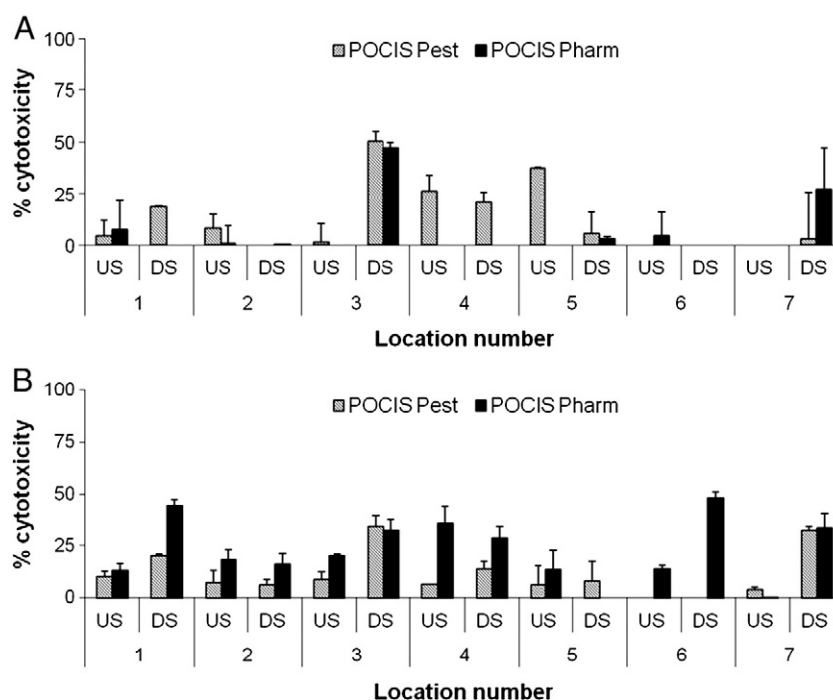 A
100
POCIS Pest POCIS Pharm
75
50
25
0
% cytotoxicity
US DS US DS US DS US DS US DS US DS US DS
1 2 3 4 5 6 7
Location number
B
100
POCIS Pest POCIS Pharm
75
50
25
0
% cytotoxicity
US DS US DS US DS US DS US DS US DS US DS
1 2 3 4 5 6 7
Location number